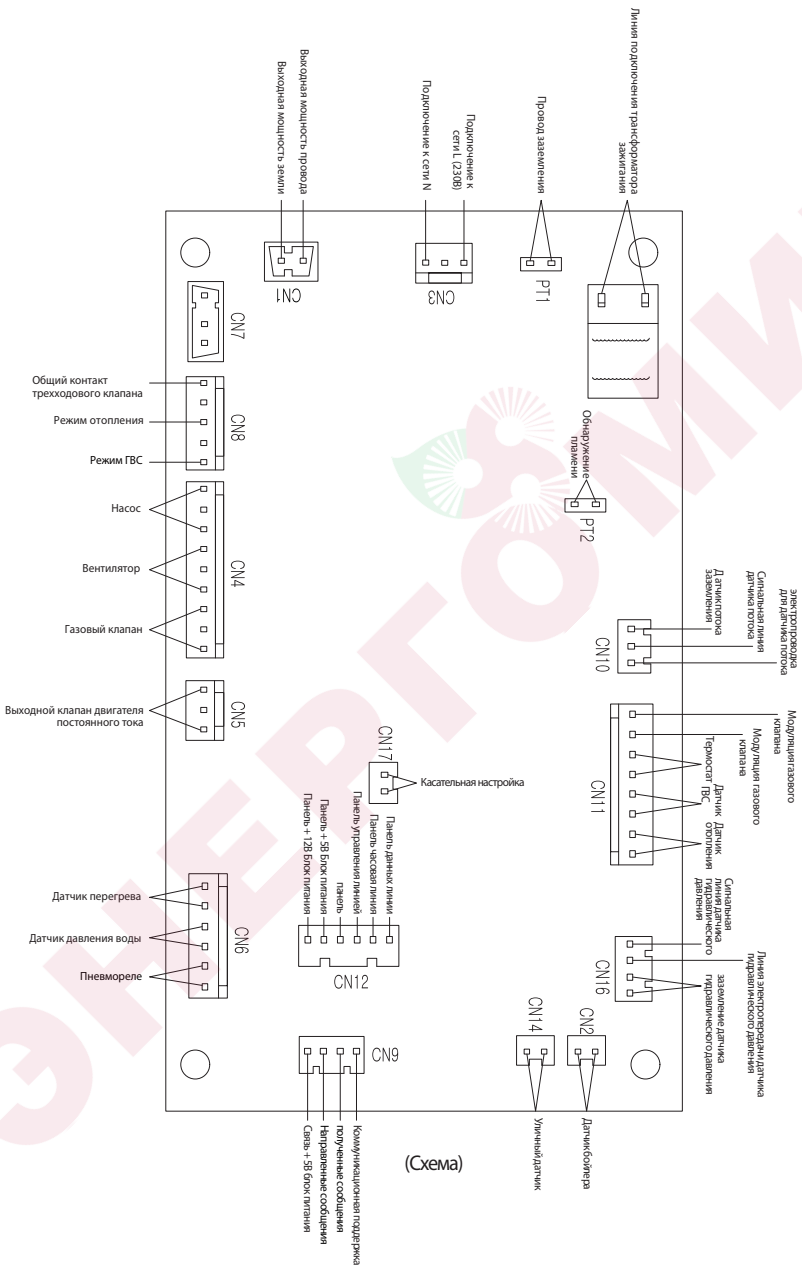 Линия подключения трансформатора
зажигания
Провод заземления
Подключение к
сети L (230В)
Подключение к сети N
Выходная мощность провода
Выходная мощность земли
PT1
CN3
CN1
CN7
Общий контакт
трехходового клапана
Режим отопления
Режим ГВС
CN8
Насос
Вентилятор
Газовый клапан
CN4
Выходной клапан двигателя
постоянного тока
CN5
Датчик перегрева
Датчик давления воды
Пневмореле
CN6
Обнаружение
пламени
PT2
электропроводка
для датчика потока
Сигнальная линия
датчика потока
Датчик потока
заземления
CN10
Модуляция газового
клапана
Модуляция газового
клапана
Термостат
Датчик
ГВС
Датчик
отопления
CN11
CN17
Касательная настройка
Панель данных линии
Панель часовая линия
Панель управления линией
панель
Панель + 5В Блок питания
Панель + 12В Блок питания
CN12
Сигнальная
линия датчика
гидравлического
давления
Линия электропередачи датчика
гидравлического давления
заземление датчика
гидравлического давления
CN16
CN14
CN2
Датчик бойлера
Уличный датчик
CN9
Коммуникационная поддержка
полученные сообщения
Направленные сообщения
Связь + 5В блок питания
(Схема)
ЭНЕРГОМИ